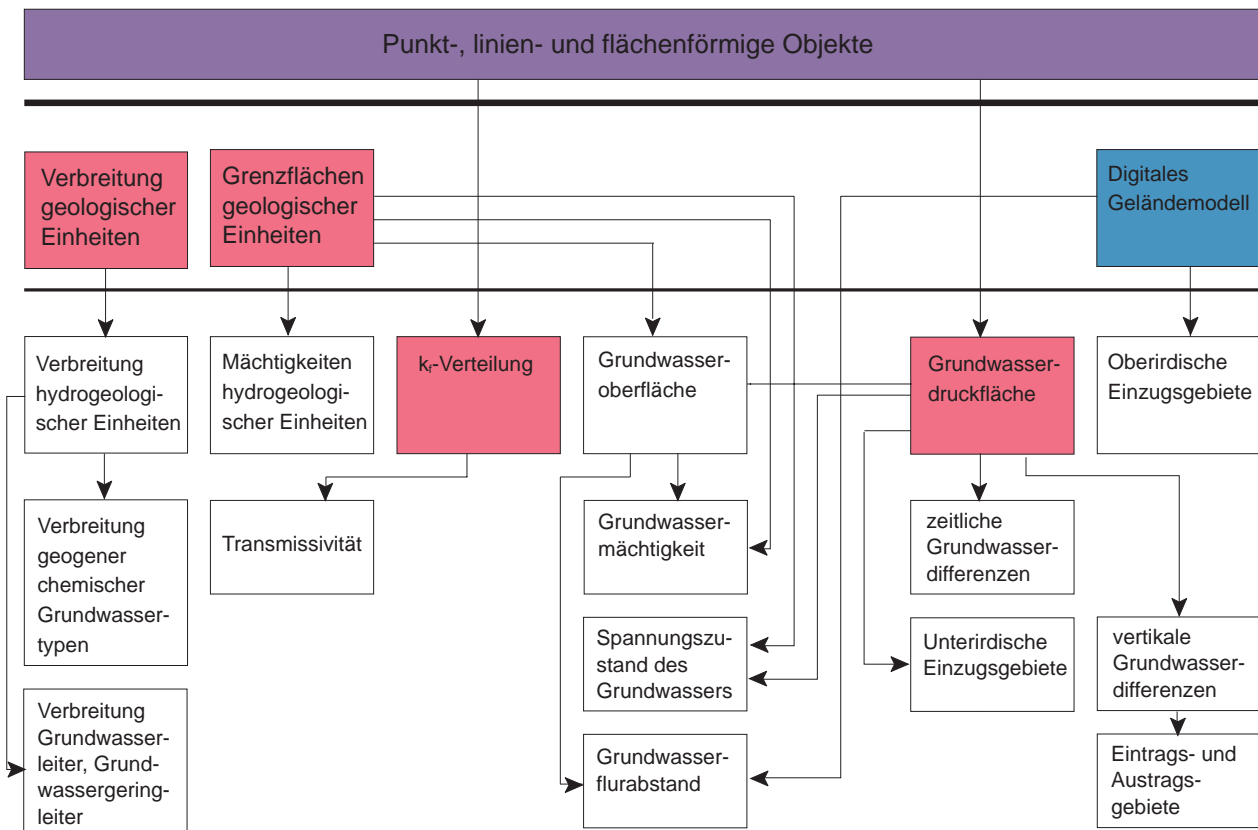 Punkt-, linien- und flächenförmige Objekte
Verbreitung
geologischer
Einheiten
Grenzflächen
geologischer
Einheiten
Digitales
Geländemodell
Verbreitung
hydrogeologi-
scher Einheiten
Mächtigkeiten
hydrogeologi-
scher Einheiten
kf-Verteilung
Grundwasser-
oberfläche
Grundwasser-
druckfläche
Oberirdische
Einzugsgebiete
Verbreitung
geogener
chemischer
Grundwasser-
typen
Transmissivität
Grundwasser-
mächtigkeit
zeitliche
Grundwasser-
differenzen
Spannungszu-
stand des
Grundwassers
Unterirdische
Einzugsgebiete
vertikale
Grundwasser-
differenzen
Verbreitung
Grundwasser-
leiter, Grund-
wassergering-
leiter
Grundwasser-
flurabstand
Eintrags- und
Austrags-
gebiete